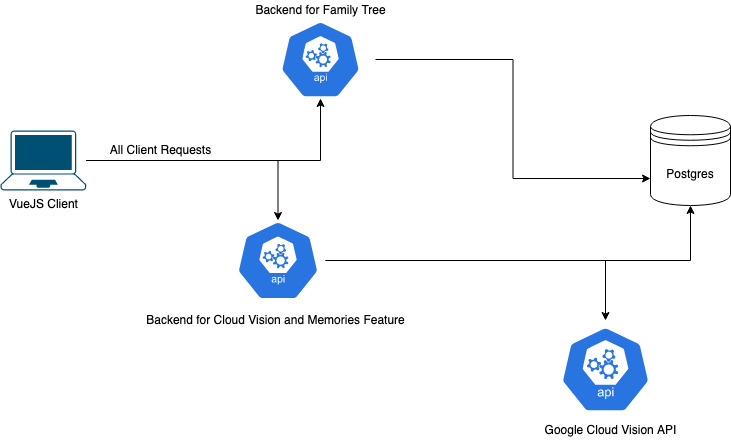 Backend for Family Tree
api
All Client Requests
VueJS Client
Postgres
api
Backend for Cloud Vision and Memories Feature
api
Google Cloud Vision API